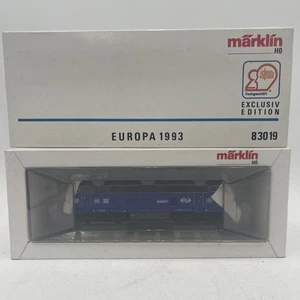 märklin
HO
EXCLUSIV
EDITION
EUROPA 1993
83019
märklin
HO